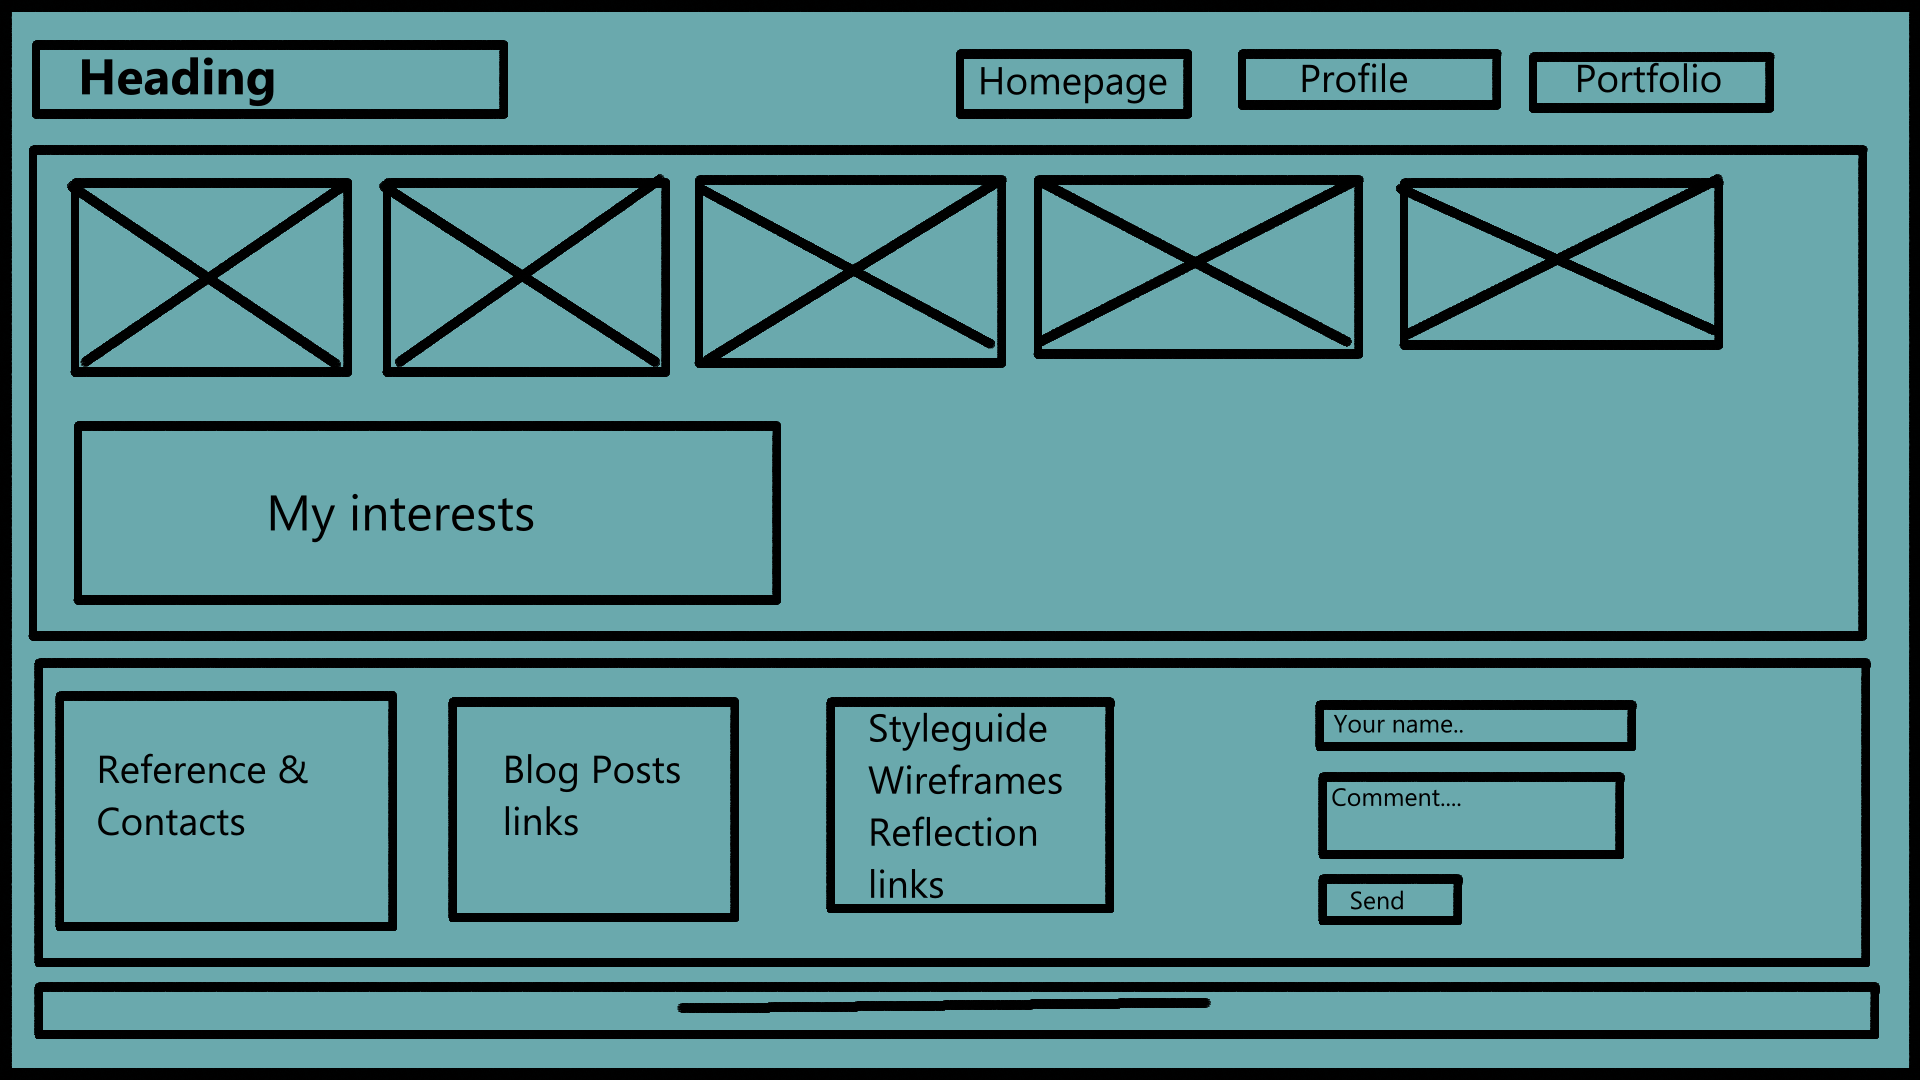 Heading
Homepage
Profile
Portfolio
My interests
Reference &
Contacts
Blog Posts
links
Styleguide
Wireframes
Reflection
links
Your name..
Comment....
Send